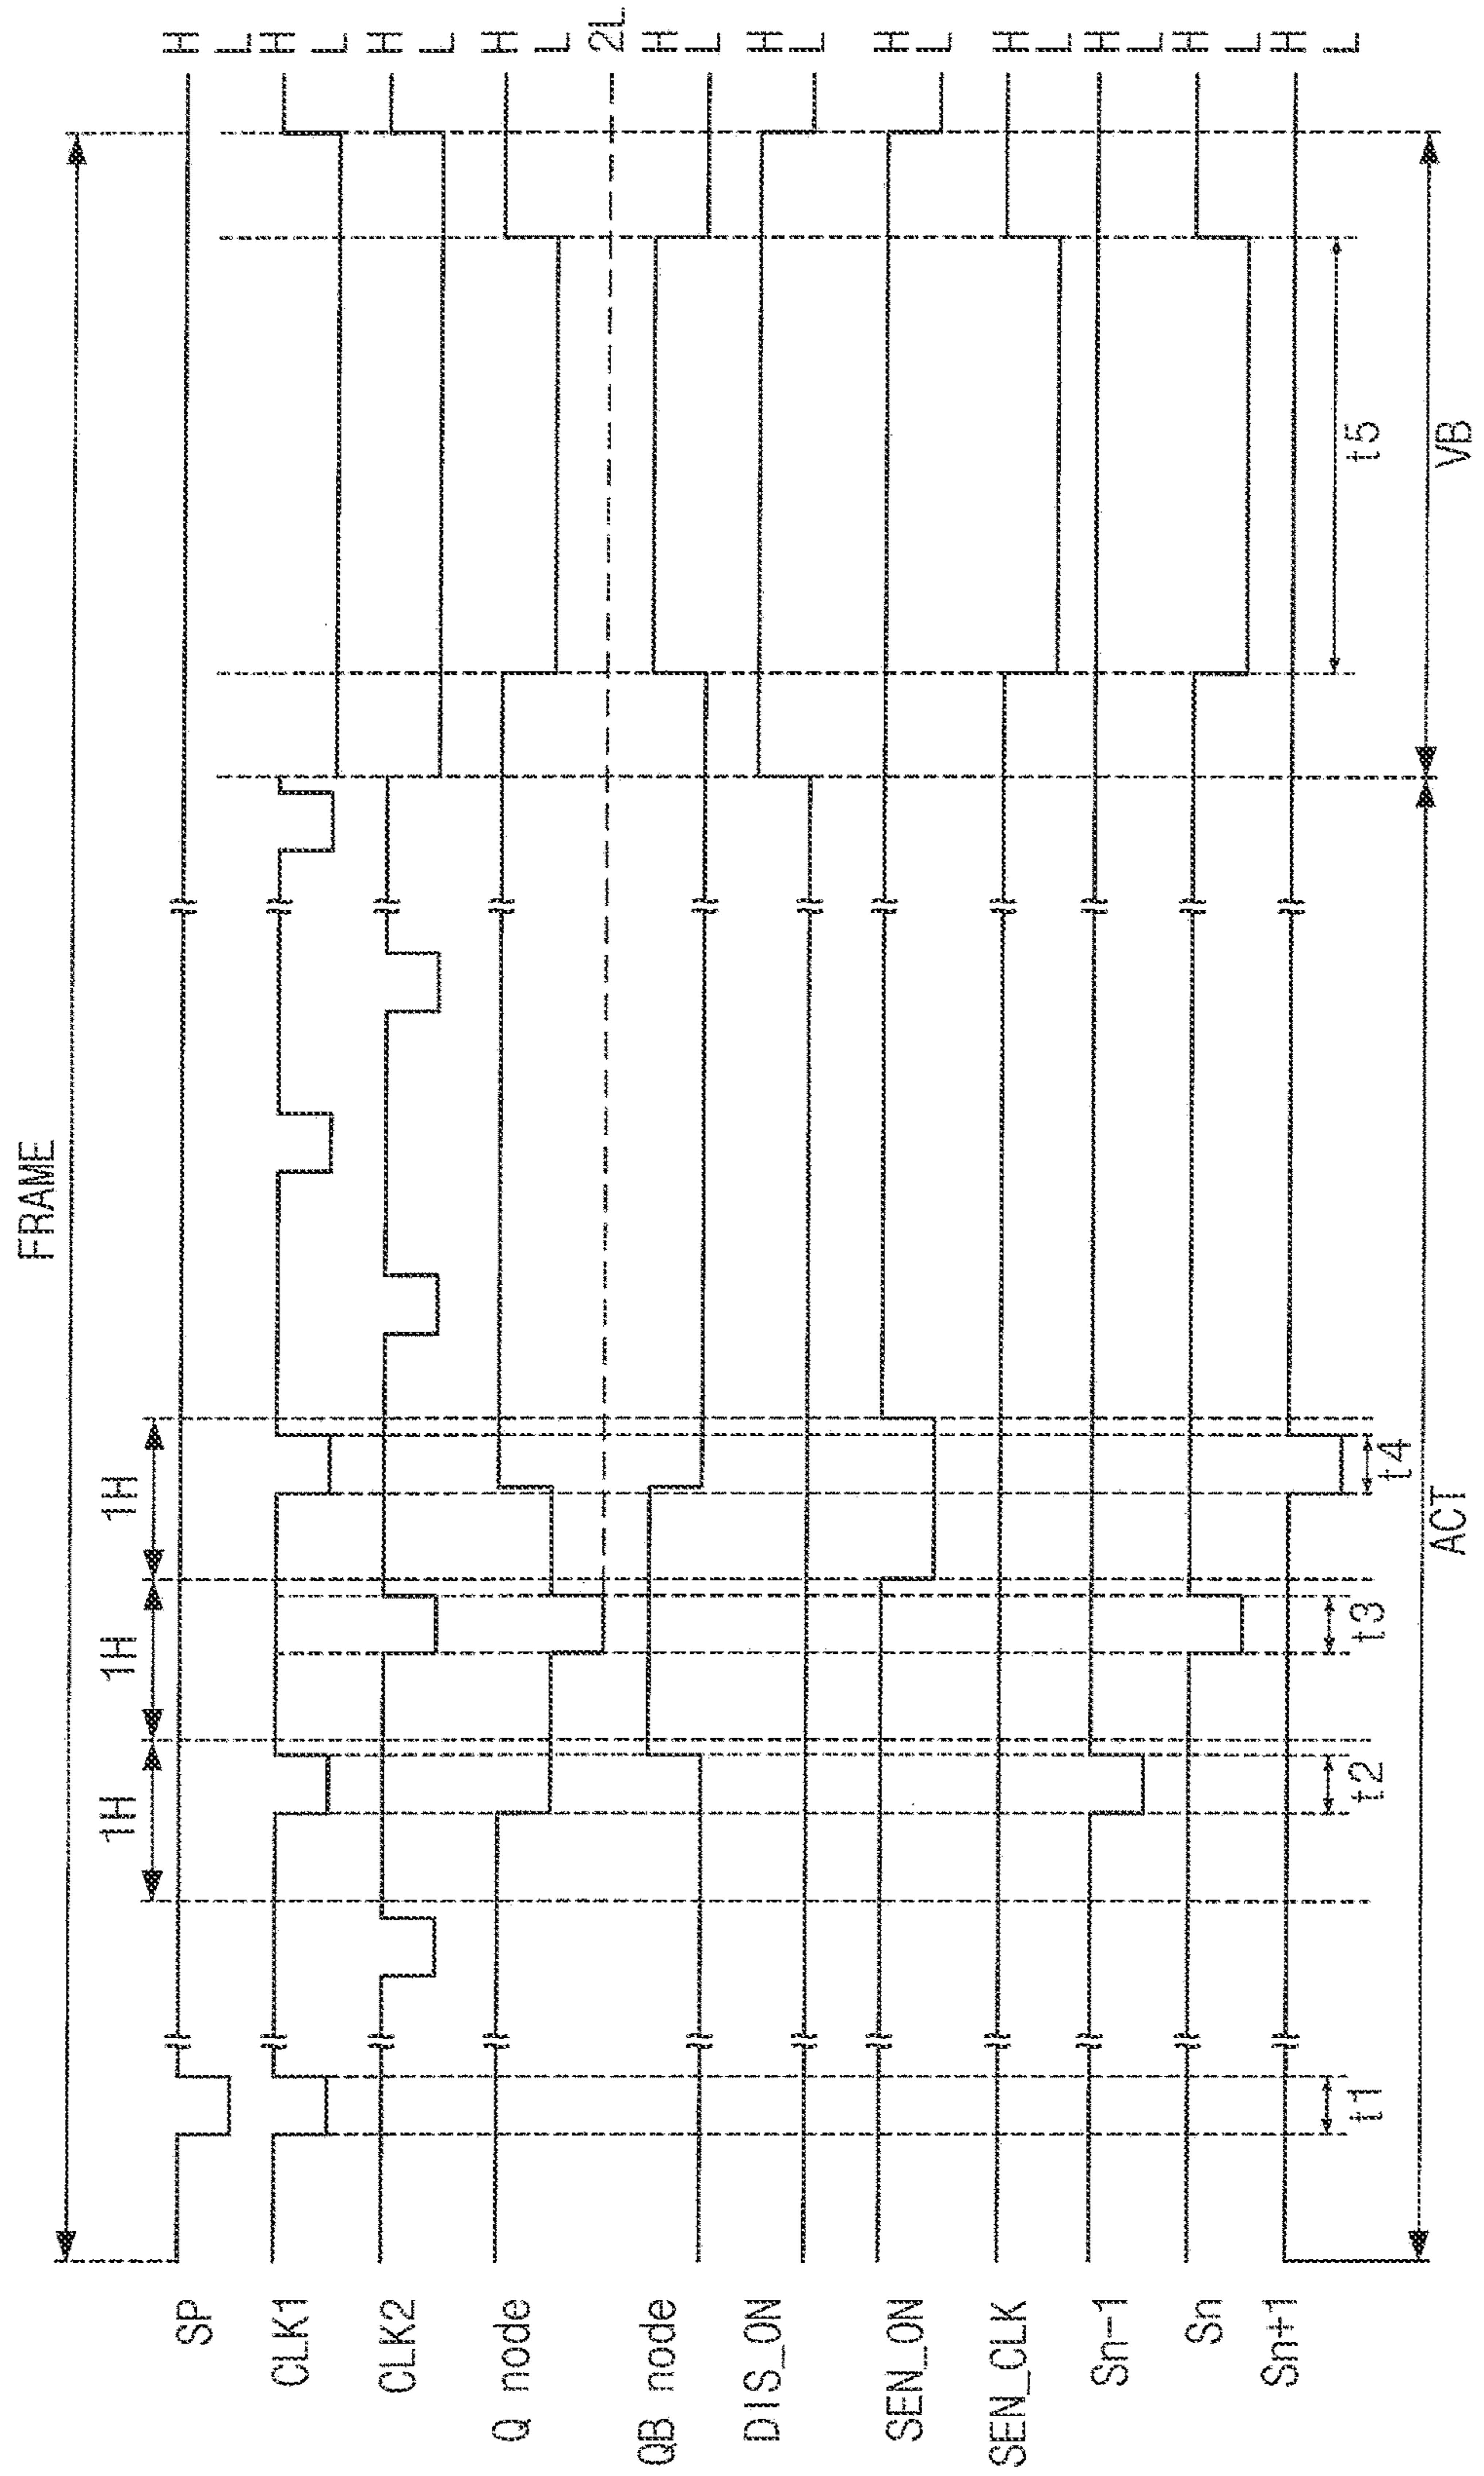 FRAME
1H 1H 1H
SP H
L
CLK1 H
L
CLK2 H
L
Q node H
L
2L
QB node H
L
DIS_ON H
L
SEN_ON H
L
SEN_CLK H
L
Sn-1 H
L
Sn H
L
Sn+1 H
L
t1 t2 t3 t4 t5
ACT VB